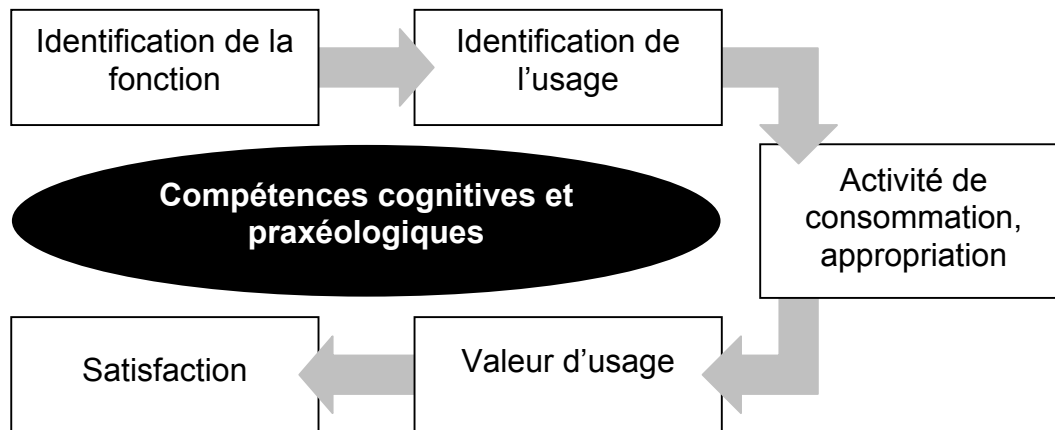 Identification de la
fonction
Identification de
l’usage
Activité de
consommation,
appropriation
Compétences cognitives et
praxéologiques
Valeur d’usage
Satisfaction